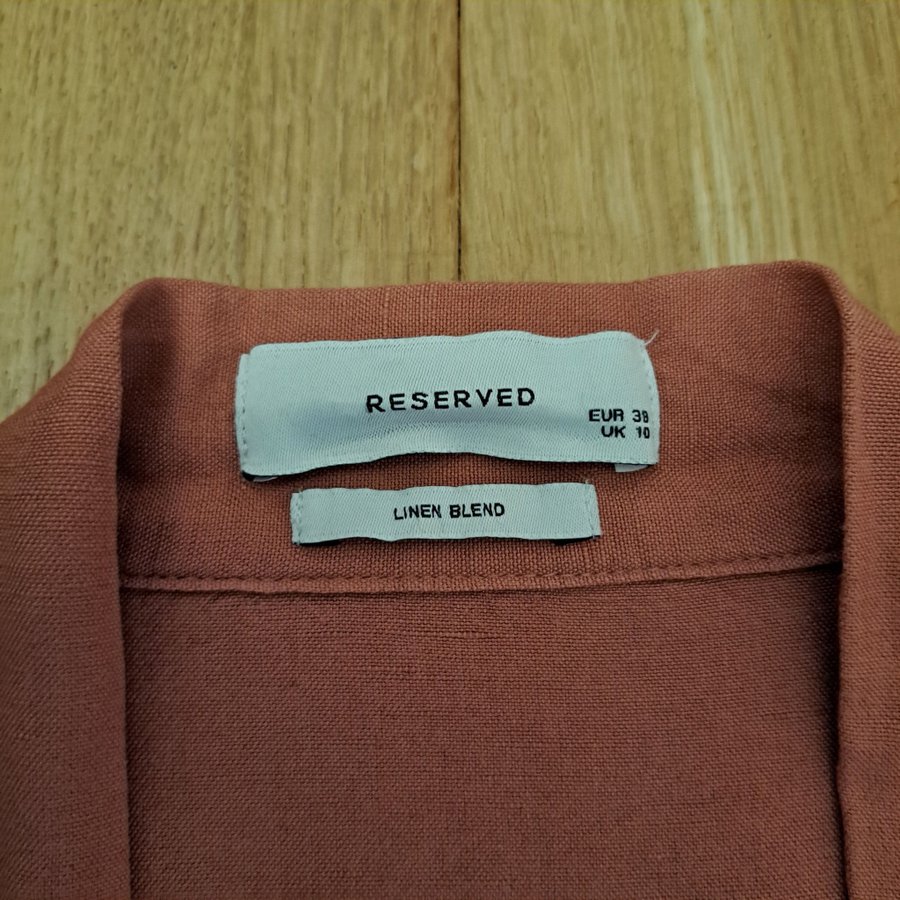 RESERVED
EUR 38
UK 10
LINEN BLEND